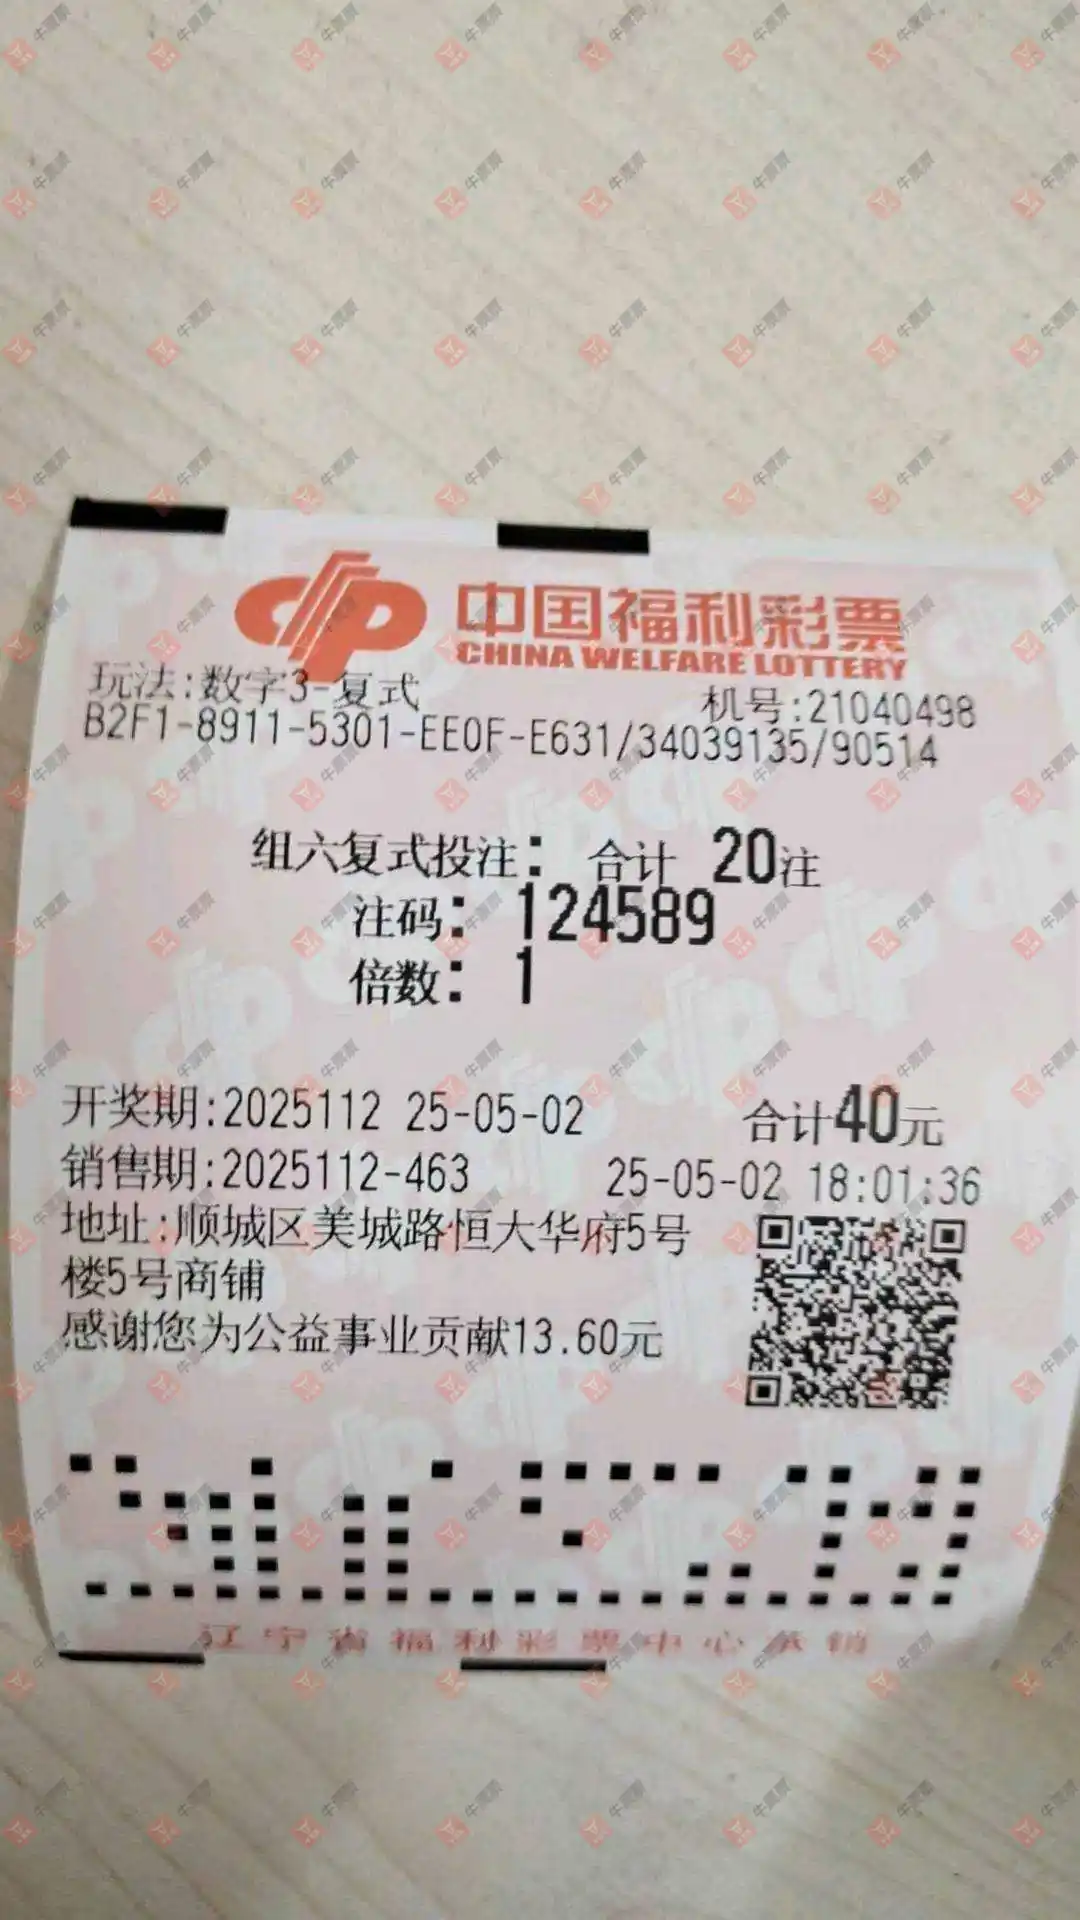 中国福利彩票
CHINA WELFARE LOTTERY
玩法:数字3-复式 机号:21040498
B2F1-8911-5301-EE0F-E631/34039135/90514
组六复式投注: 合计 20注
注码: 124589
倍数: 1
开奖期:2025112 25-05-02 合计40元
销售期:2025112-463 25-05-02 18:01:36
地址:顺城区美城路恒大华府5号
楼5号商铺
感谢您为公益事业贡献13.60元
辽宁省福利彩票中心承销